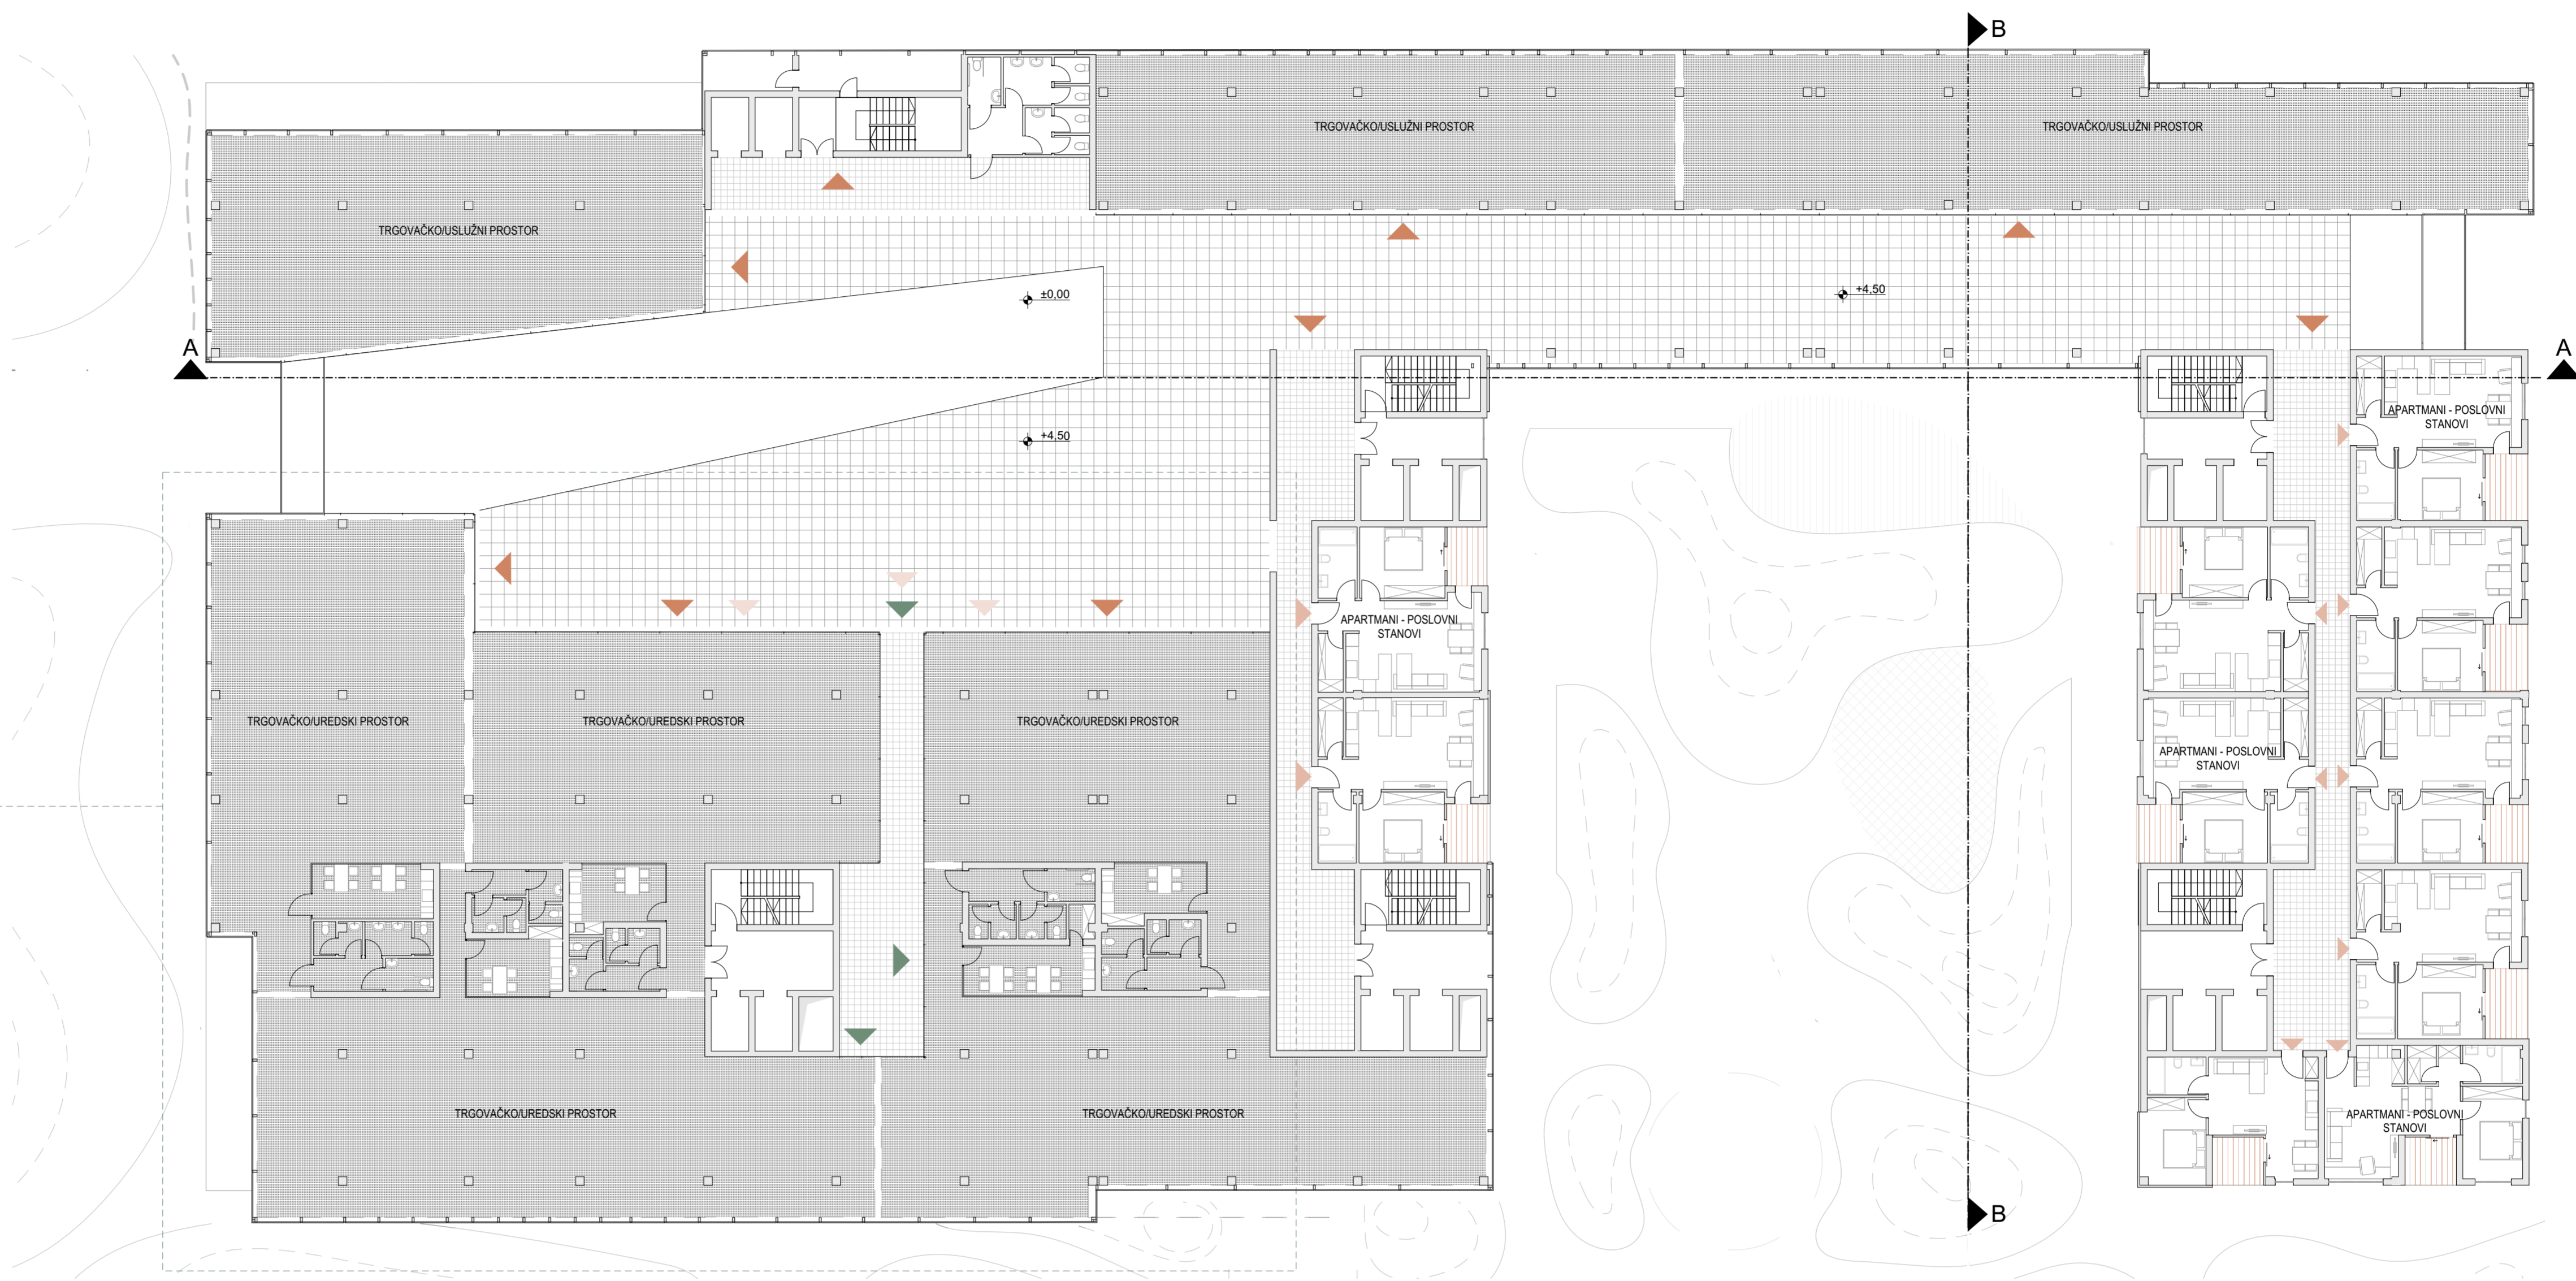 B
TRGOVAČKO/USLUŽNI PROSTOR
TRGOVAČKO/USLUŽNI PROSTOR
TRGOVAČKO/USLUŽNI PROSTOR
±0,00
+4,50
A
A
+4,50
APARTMANI - POSLOVNI
STANOVI
APARTMANI - POSLOVNI
STANOVI
TRGOVAČKO/UREDSKI PROSTOR
TRGOVAČKO/UREDSKI PROSTOR
TRGOVAČKO/UREDSKI PROSTOR
APARTMANI - POSLOVNI
STANOVI
TRGOVAČKO/UREDSKI PROSTOR
TRGOVAČKO/UREDSKI PROSTOR
APARTMANI - POSLOVNI
STANOVI
B